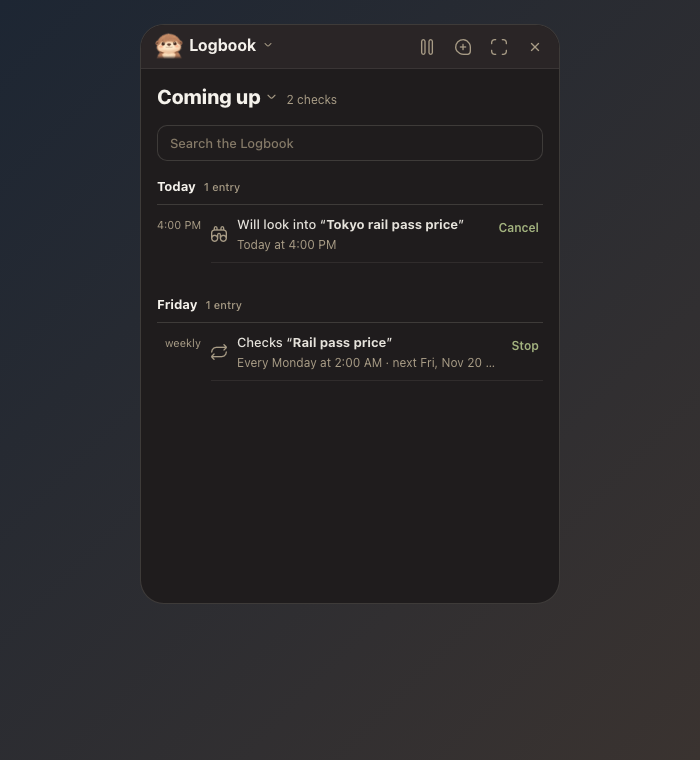 Logbook
Coming up 2 checks
Search the Logbook
Today 1 entry
4:00 PM Will look into “Tokyo rail pass price” Cancel
Today at 4:00 PM
Friday 1 entry
weekly Checks “Rail pass price” Stop
Every Monday at 2:00 AM · next Fri, Nov 20 ...